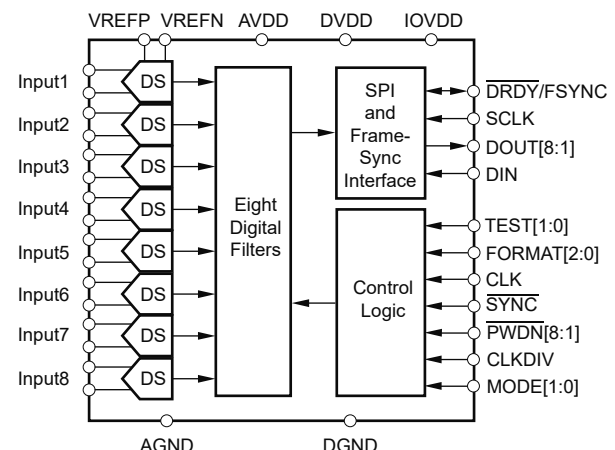 VREFP VREFN AVDD DVDD IOVDD
Input1
Input2
Input3
Input4
Input5
Input6
Input7
Input8
DS
DS
DS
DS
DS
DS
DS
DS
Eight
Digital
Filters
SPI
and
Frame-
Sync
Interface
Control
Logic
DRDY/FSYNC
SCLK
DOUT[8:1]
DIN
TEST[1:0]
FORMAT[2:0]
CLK
SYNC
PWDN[8:1]
CLKDIV
MODE[1:0]
AGND DGND